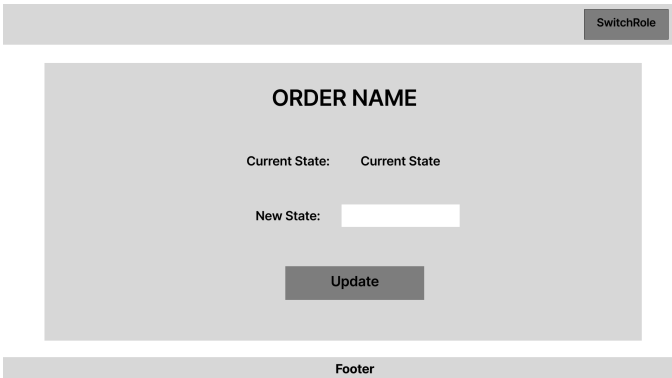 SwitchRole
ORDER NAME
Current State: Current State
New State:
Update
Footer